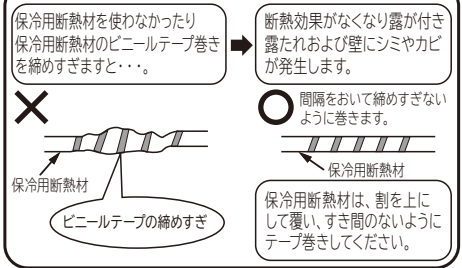 保冷用断熱材を使わなかったり
保冷用断熱材のビニールテープ巻き
を締めすぎますと・・・。
断熱効果がなくなり露が付き
露たれおよび壁にシミやカビ
が発生します。
間隔をおいて締めすぎない
ように巻きます。
保冷用断熱材
ビニールテープの締めすぎ
保冷用断熱材
保冷用断熱材は、割を上に
して覆い、すき間のないように
テープ巻きしてください。